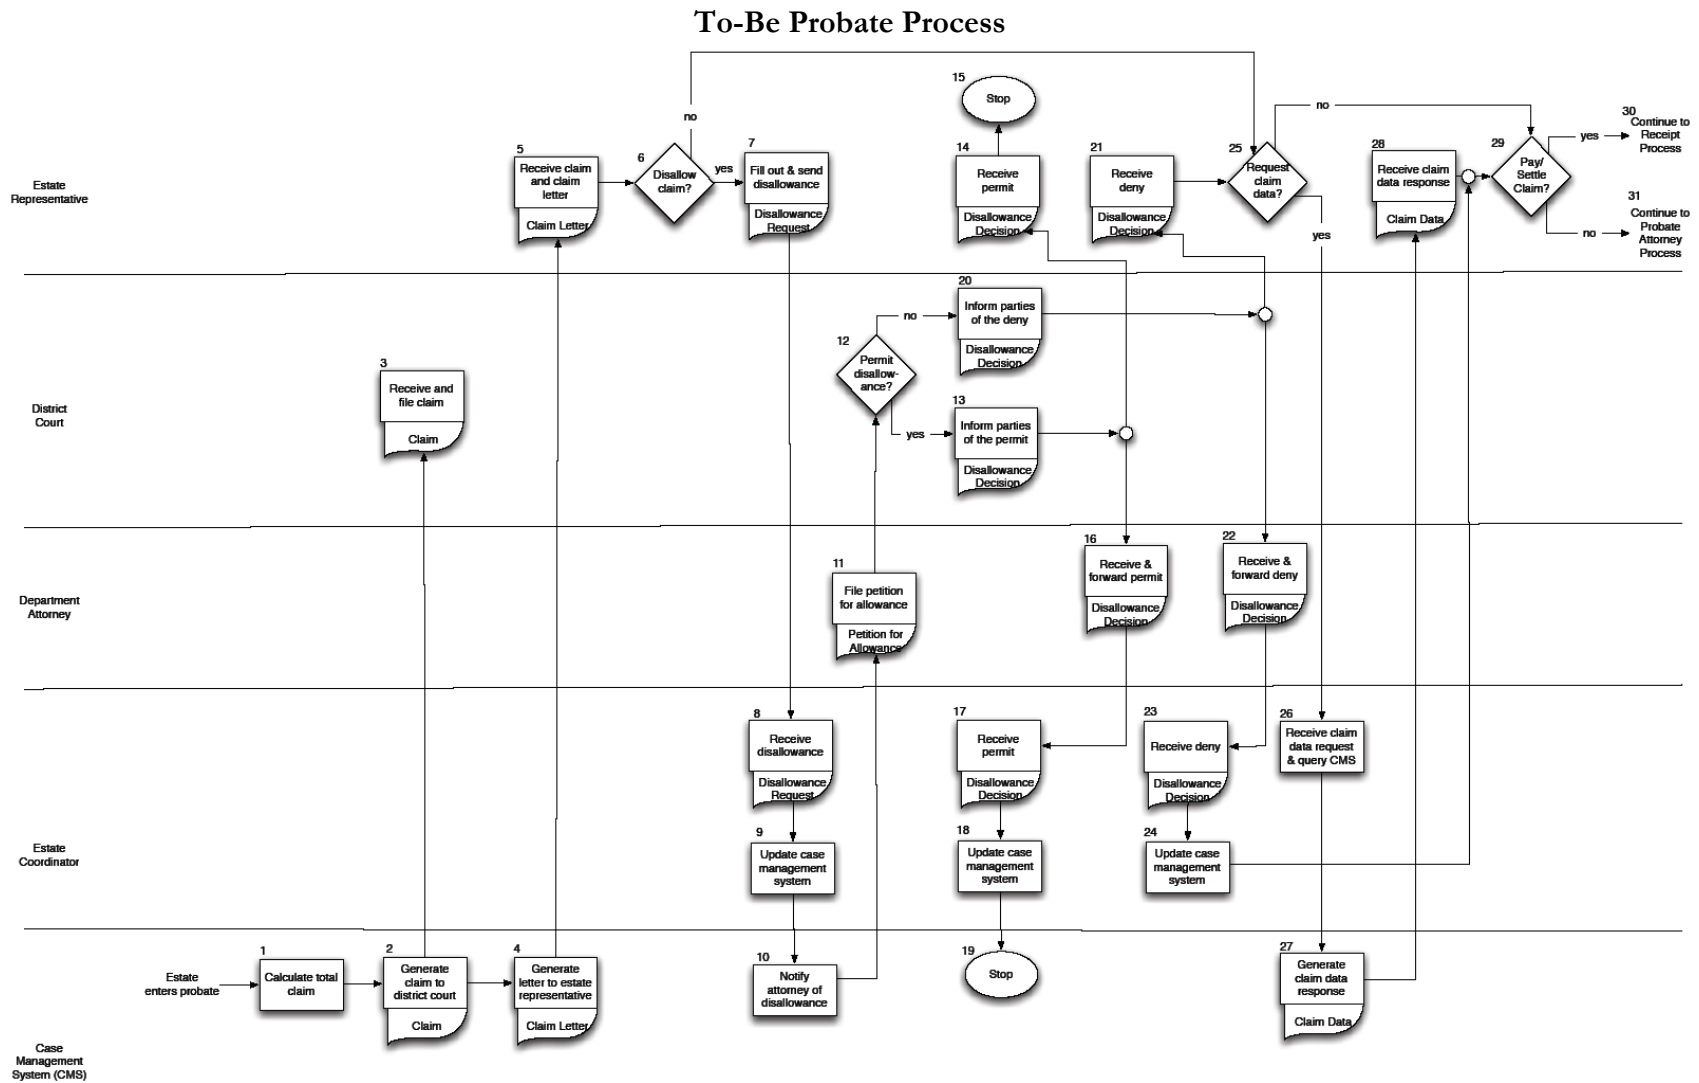 To-Be Probate Process
Estate
Representative
5
Receive claim
and claim
letter
Claim Letter
6
Disallow
claim?
no
yes
7
Fill out & send
disallowance
Disallowance
Request
15
Stop
14
Receive
permit
Disallowance
Decision
21
Receive
deny
Disallowance
Decision
25
Request
claim
data?
no
yes
28
Receive claim
data response
Claim Data
29
Pay/
Settle
Claim?
yes
no
30
Continue to
Receipt
Process
31
Continue to
Probate
Attorney
Process
District
Court
3
Receive and
file claim
Claim
12
Permit
disallow-
ance?
no
yes
20
Inform parties
of the deny
Disallowance
Decision
13
Inform parties
of the permit
Disallowance
Decision
Department
Attorney
11
File petition
for allowance
Petition for
Allowance
16
Receive &
forward permit
Disallowance
Decision
22
Receive &
forward deny
Disallowance
Decision
Estate
Coordinator
8
Receive
disallowance
Disallowance
Request
9
Update case
management
system
17
Receive
permit
Disallowance
Decision
18
Update case
management
system
23
Receive deny
Disallowance
Decision
24
Update case
management
system
26
Receive claim
data request
& query CMS
Case
Management
System (CMS)
Estate
enters probate
1
Calculate total
claim
2
Generate
claim to
district court
Claim
4
Generate
letter to estate
representative
Claim Letter
10
Notify
attorney of
disallowance
19
Stop
27
Generate
claim data
response
Claim Data